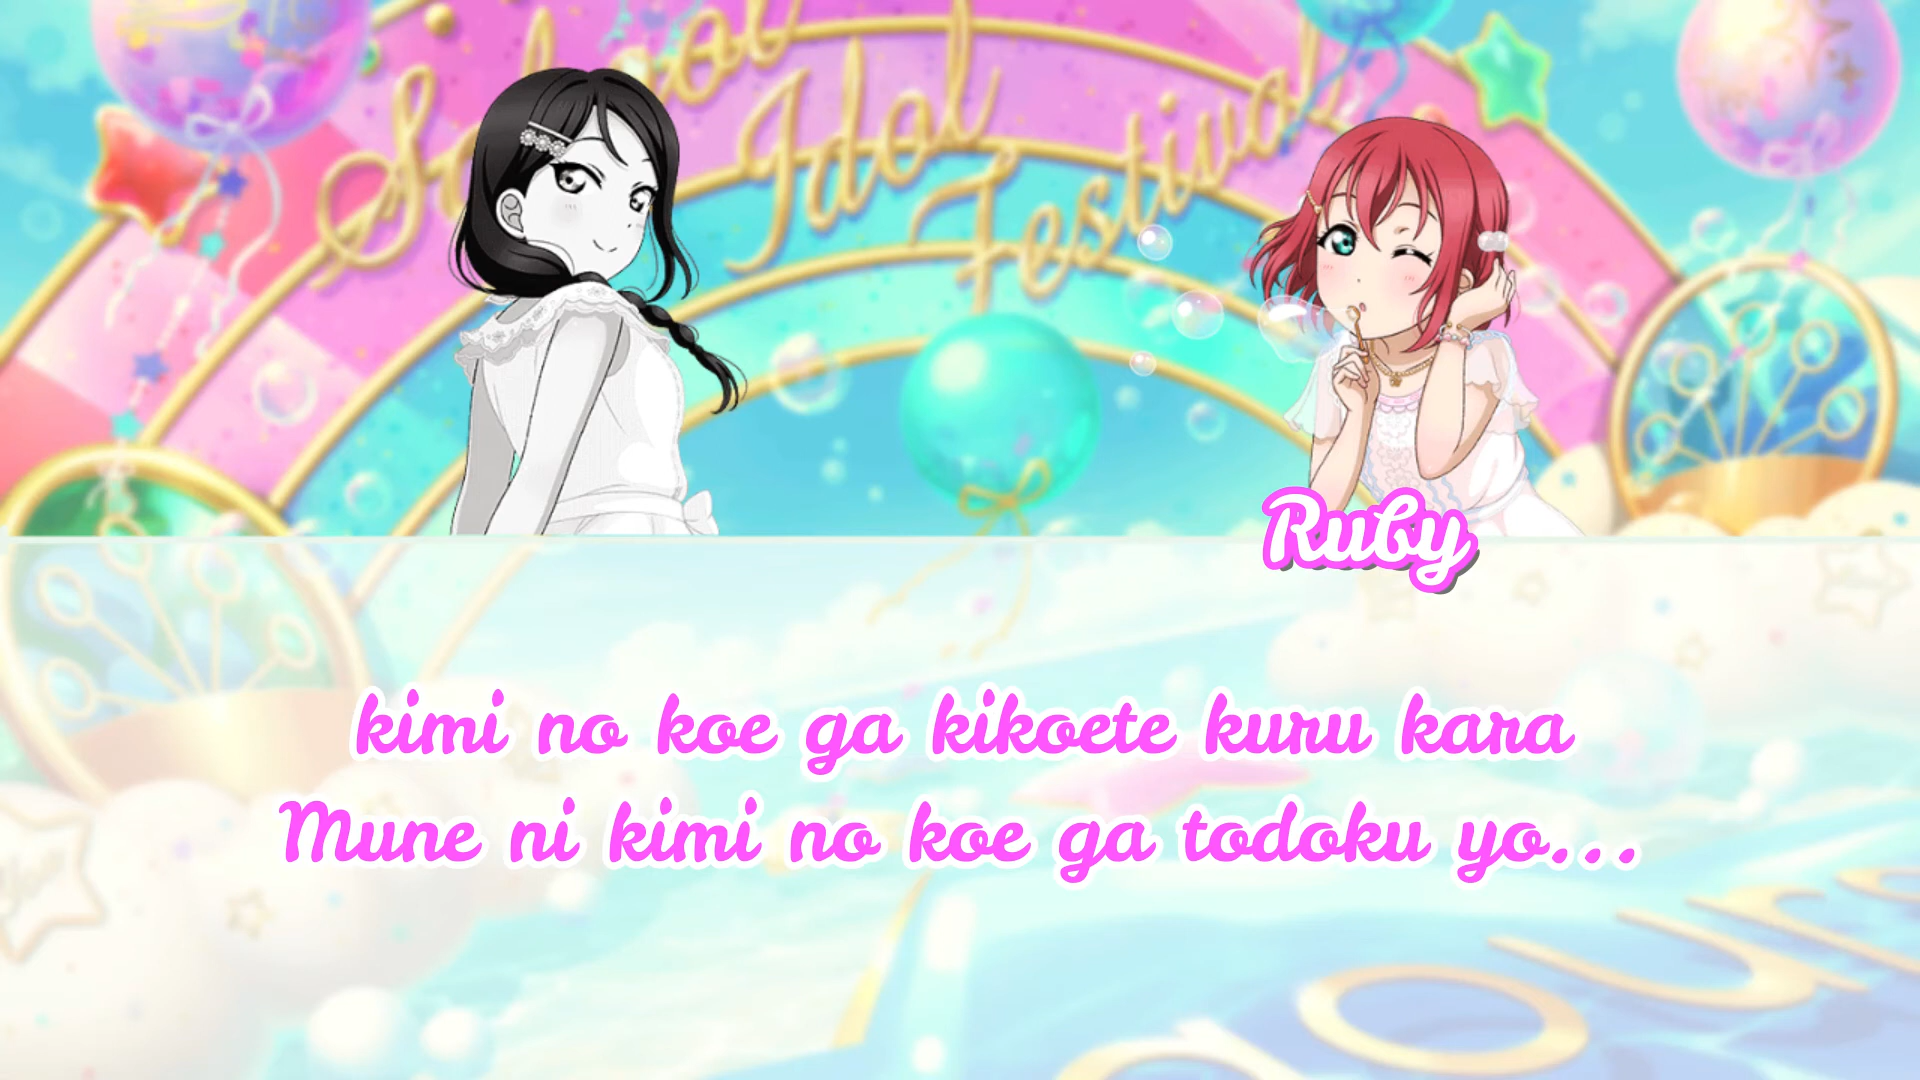 School Idol Festival
Ruby
kimi no koe ga kikoete kuru kara
Mune ni kimi no koe ga todoku yo...